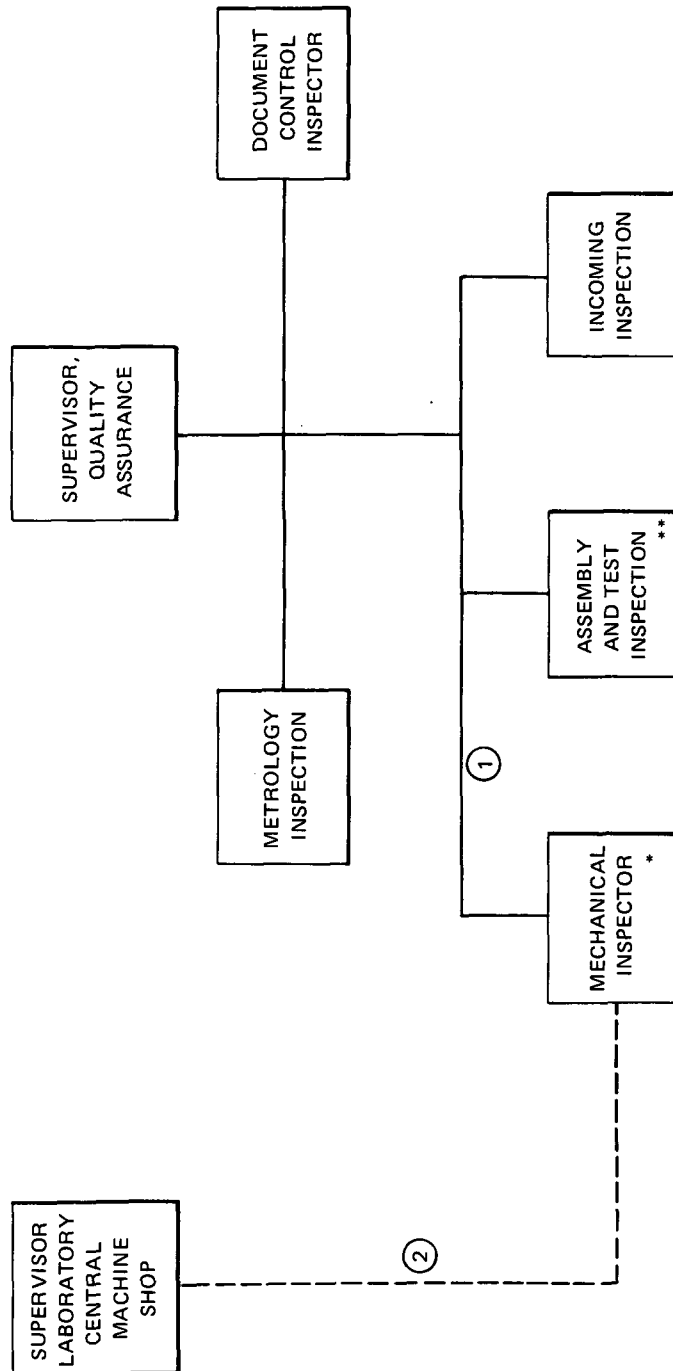 SUPERVISOR
LABORATORY
CENTRAL
MACHINE
SHOP
SUPERVISOR,
QUALITY
ASSURANCE
METROLOGY
INSPECTION
DOCUMENT
CONTROL
INSPECTOR
2
1
MECHANICAL
INSPECTOR
*
ASSEMBLY
AND TEST
INSPECTION
**
INCOMING
INSPECTION